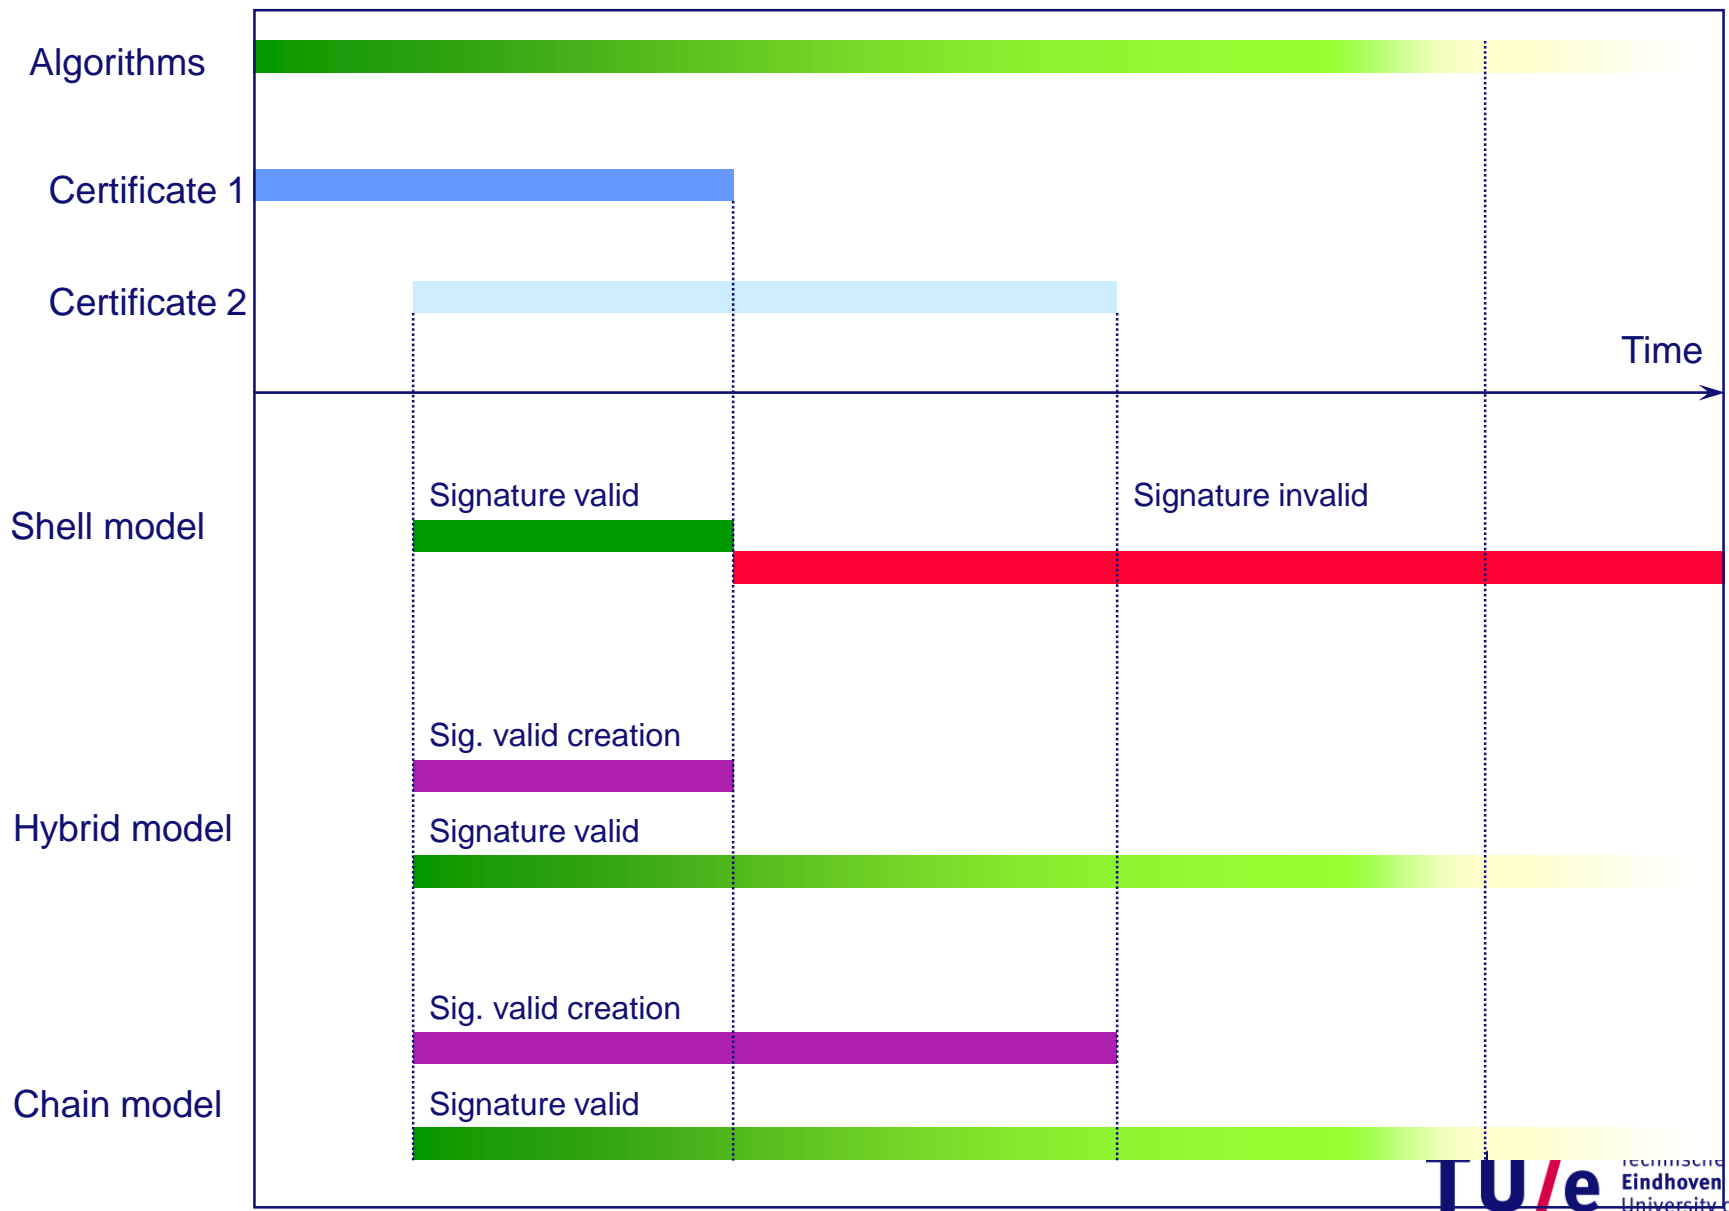 Algorithms
Certificate 1
Certificate 2
Time
Signature valid
Signature invalid
Shell model
Sig. valid creation
Hybrid model
Signature valid
Sig. valid creation
Chain model
Signature valid
TU/e
Eindhoven
University